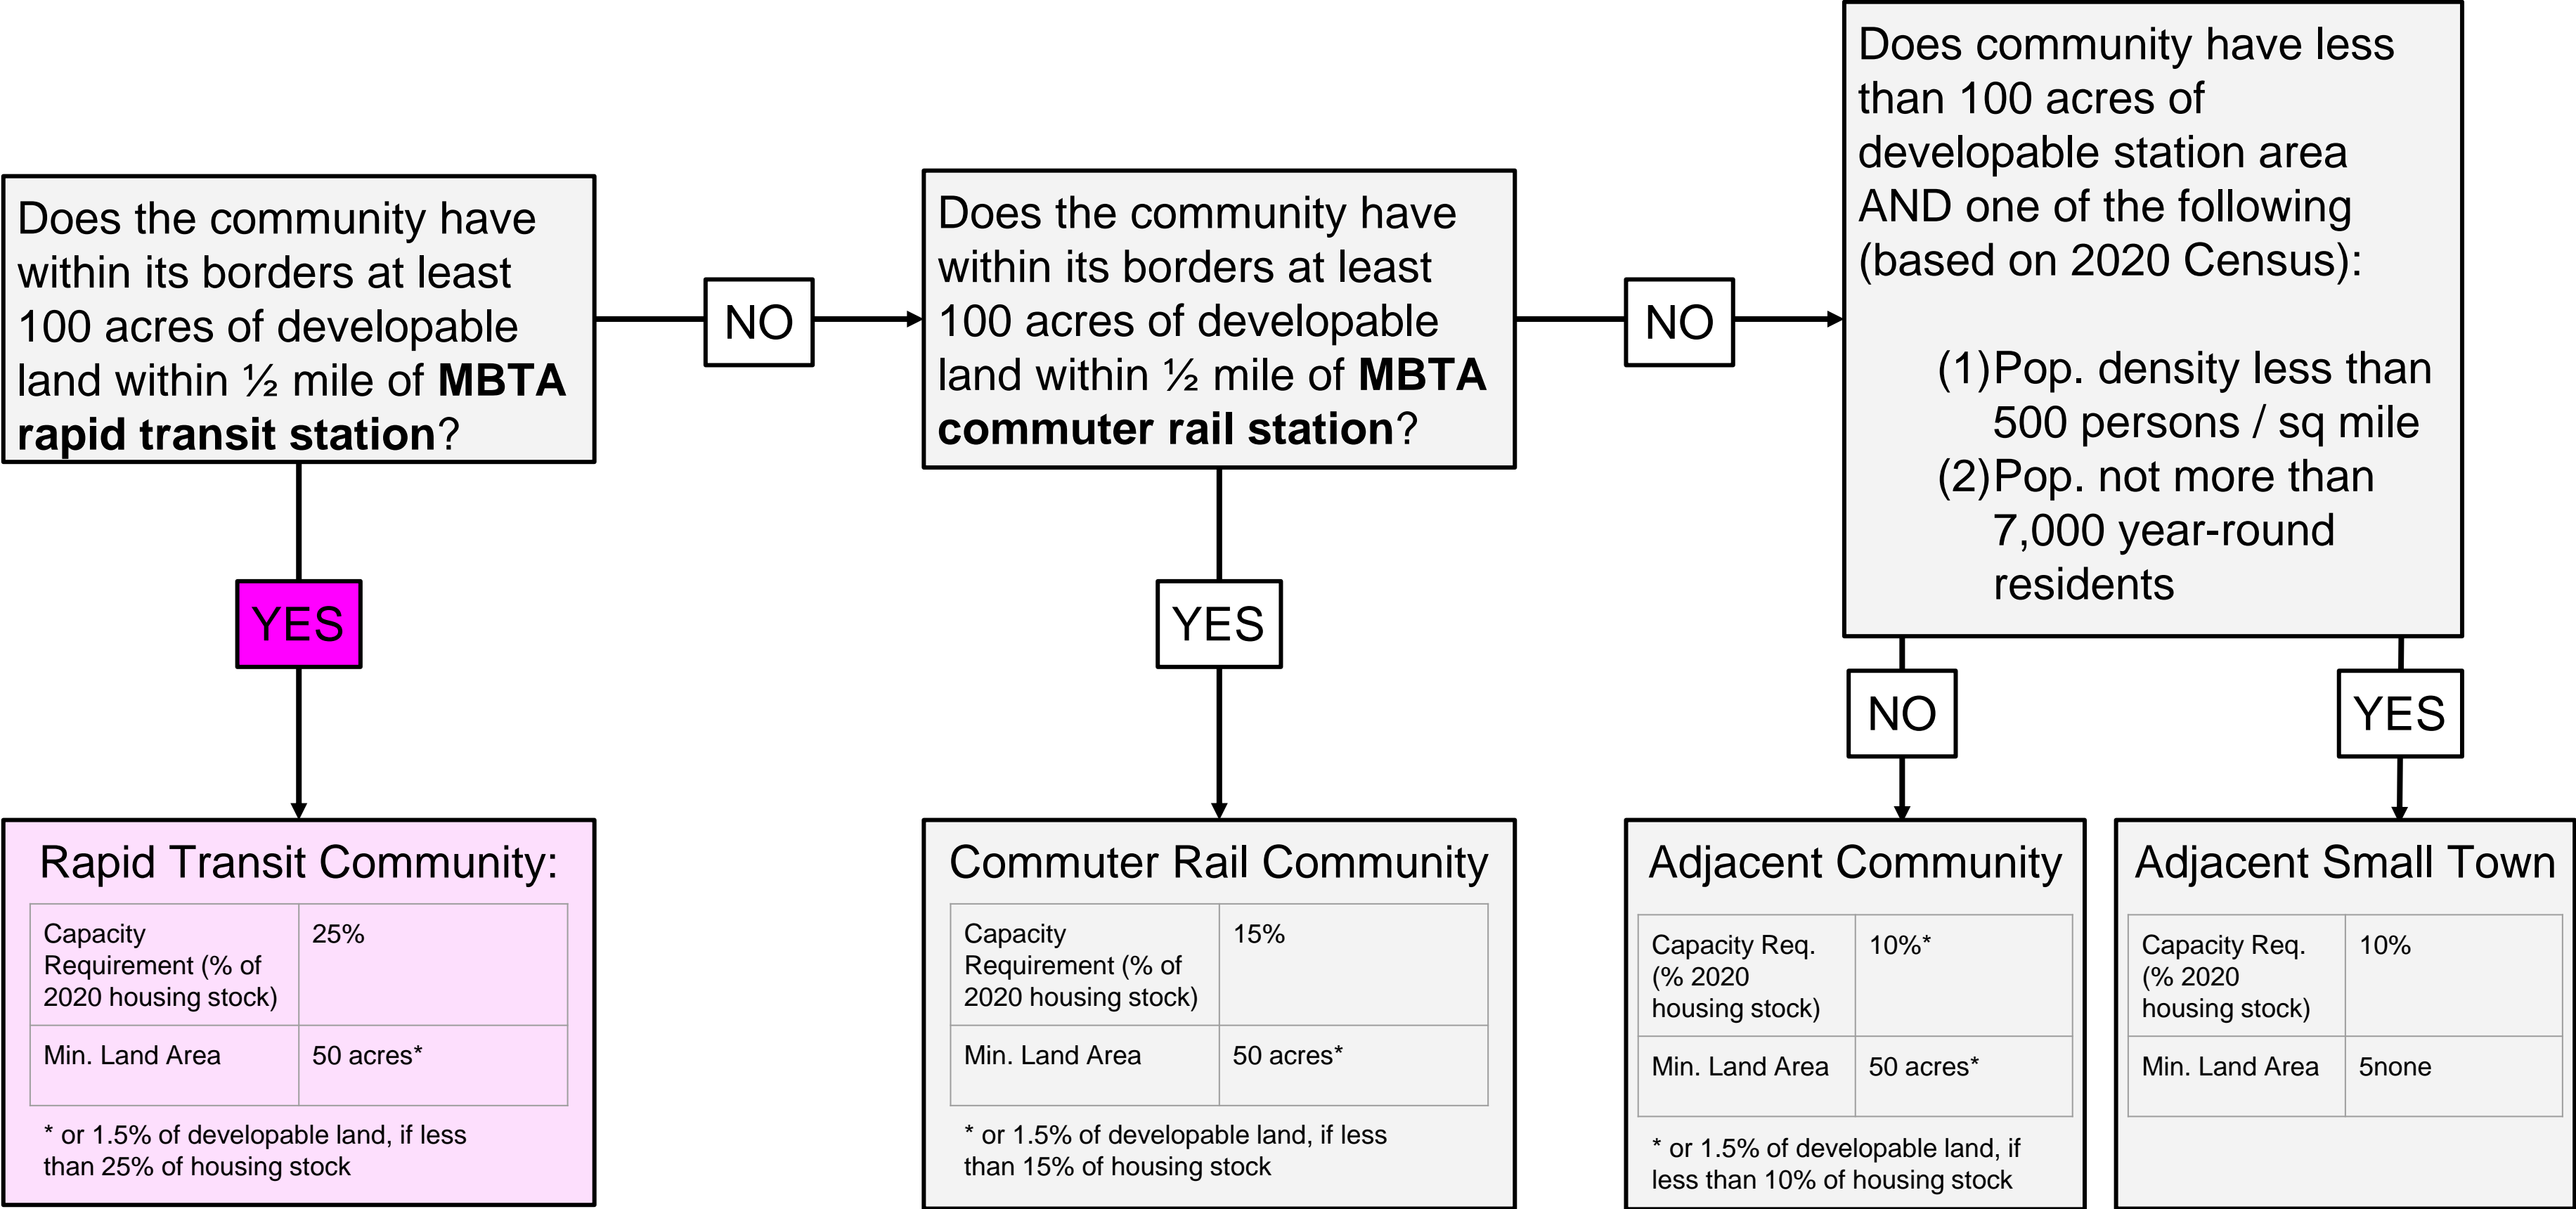 Does the community have
within its borders at least
100 acres of developable
land within ½ mile of MBTA
rapid transit station?
NO
Does the community have
within its borders at least
100 acres of developable
land within ½ mile of MBTA
commuter rail station?
NO
Does community have less
than 100 acres of
developable station area
AND one of the following
(based on 2020 Census):
(1)Pop. density less than
500 persons / sq mile
(2)Pop. not more than
7,000 year-round
residents
YES
YES
NO
YES
Rapid Transit Community:
Capacity
Requirement (% of
2020 housing stock)
25%
Min. Land Area
50 acres*
* or 1.5% of developable land, if less
than 25% of housing stock
Commuter Rail Community
Capacity
Requirement (% of
2020 housing stock)
15%
Min. Land Area
50 acres*
* or 1.5% of developable land, if less
than 15% of housing stock
Adjacent Community
Capacity Req.
(% 2020
housing stock)
10%*
Min. Land Area
50 acres*
* or 1.5% of developable land, if
less than 10% of housing stock
Adjacent Small Town
Capacity Req.
(% 2020
housing stock)
10%
Min. Land Area
5none